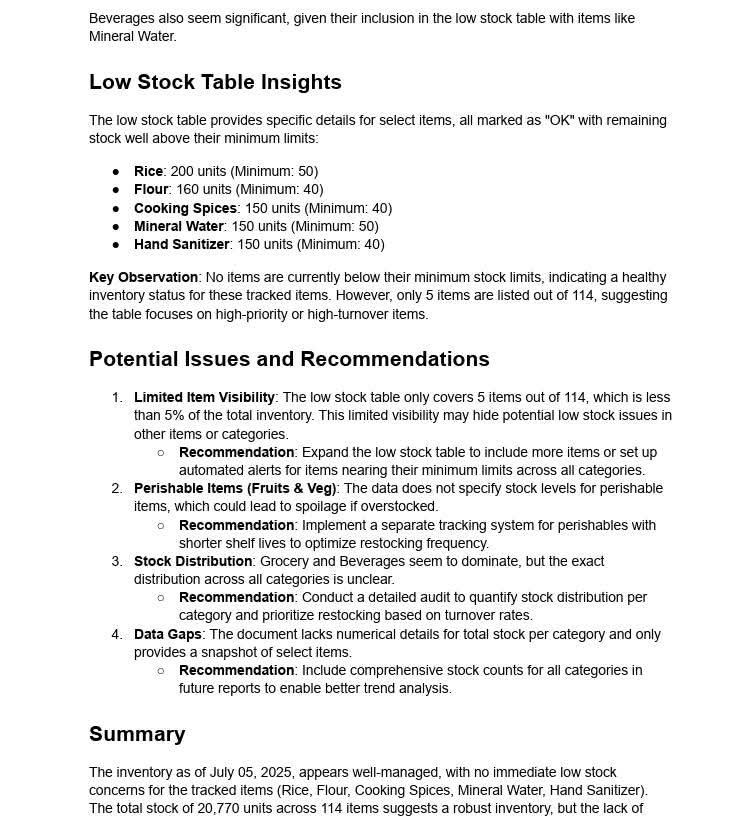 Beverages also seem significant, given their inclusion in the low stock table with items like
Mineral Water.
Low Stock Table Insights
The low stock table provides specific details for select items, all marked as "OK" with remaining
stock well above their minimum limits:
● Rice: 200 units (Minimum: 50)
● Flour: 160 units (Minimum: 40)
● Cooking Spices: 150 units (Minimum: 40)
● Mineral Water: 150 units (Minimum: 50)
● Hand Sanitizer: 150 units (Minimum: 40)
Key Observation: No items are currently below their minimum stock limits, indicating a healthy
inventory status for these tracked items. However, only 5 items are listed out of 114, suggesting
the table focuses on high-priority or high-turnover items.
Potential Issues and Recommendations
1. Limited Item Visibility: The low stock table only covers 5 items out of 114, which is less
than 5% of the total inventory. This limited visibility may hide potential low stock issues in
other items or categories.
○ Recommendation: Expand the low stock table to include more items or set up
automated alerts for items nearing their minimum limits across all categories.
2. Perishable Items (Fruits & Veg): The data does not specify stock levels for perishable
items, which could lead to spoilage if overstocked.
○ Recommendation: Implement a separate tracking system for perishables with
shorter shelf lives to optimize restocking frequency.
3. Stock Distribution: Grocery and Beverages seem to dominate, but the exact
distribution across all categories is unclear.
○ Recommendation: Conduct a detailed audit to quantify stock distribution per
category and prioritize restocking based on turnover rates.
4. Data Gaps: The document lacks numerical details for total stock per category and only
provides a snapshot of select items.
○ Recommendation: Include comprehensive stock counts for all categories in
future reports to enable better trend analysis.
Summary
The inventory as of July 05, 2025, appears well-managed, with no immediate low stock
concerns for the tracked items (Rice, Flour, Cooking Spices, Mineral Water, Hand Sanitizer).
The total stock of 20,770 units across 114 items suggests a robust inventory, but the lack of